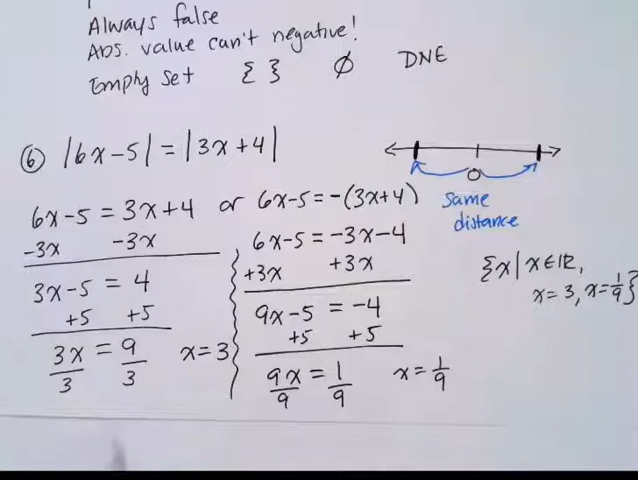 Always false
Abs. value can't negative!
Empty set { } ∅ DNE
⑥ |6x-5| = |3x+4|
0
same
distance
6x-5 = 3x+4 or 6x-5 = -(3x+4)
-3x -3x
3x-5 = 4
+5 +5
3x/3 = 9/3 x=3
6x-5 = -3x-4
+3x +3x
9x-5 = -4
+5 +5
9x/9 = 1/9 x = 1/9
{x|x∈ℝ,
x=3, x=1/9}